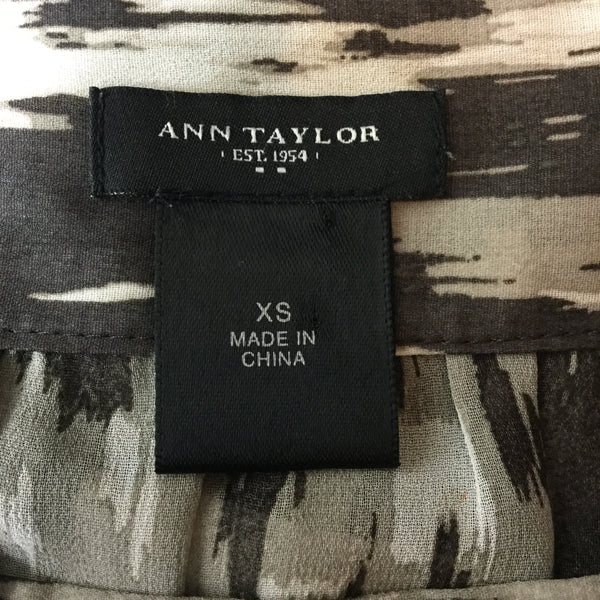 ANN TAYLOR
EST. 1954
XS
MADE IN
CHINA